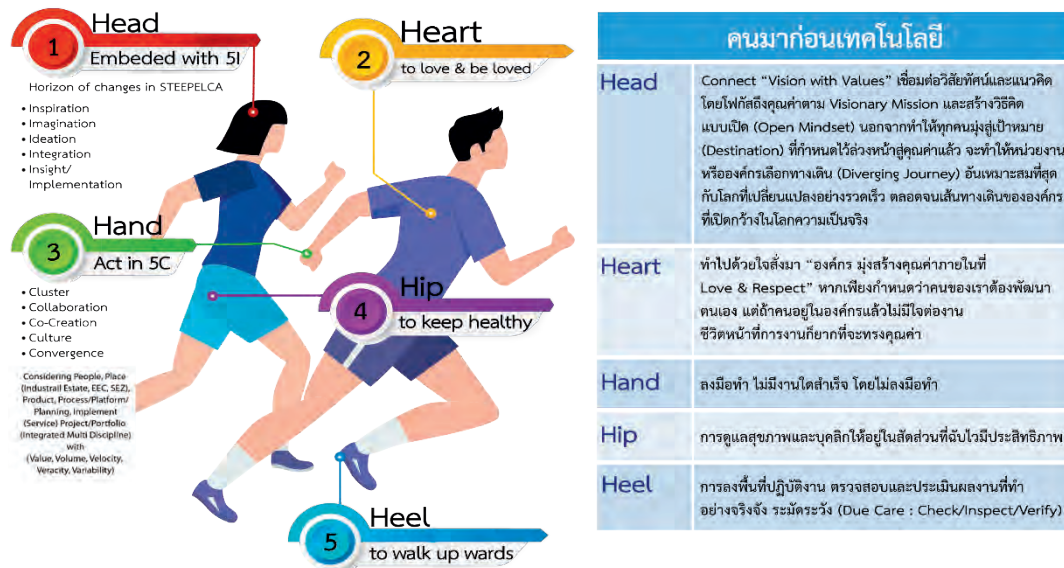 1
Head
Embeded with 5I
Horizon of changes in STEEPELCA
• Inspiration
• Imagination
• Ideation
• Integration
• Insight/
Implementation
2
Heart
to love & be loved
3
Hand
Act in 5C
• Cluster
• Collaboration
• Co-Creation
• Culture
• Convergence
Considering People, Place
(Industrail Estate, EEC, SEZ),
Product, Process/Platform/
Planning, Implement
(Service) Project/Portfolio
(Integrated Multi Discipline)
with
(Value, Volume, Velocity,
Veracity, Variability)
4
Hip
to keep healthy
5
Heel
to walk up wards
คนมาก่อนเทคโนโลยี
Head
Connect “Vision with Values” เชื่อมต่อวิสัยทัศน์และแนวคิด
โดยโฟกัสถึงคุณค่าตาม Visionary Mission และสร้างวิธีคิด
แบบเปิด (Open Mindset) นอกจากทำให้ทุกคนมุ่งสู่เป้าหมาย
(Destination) ที่กำหนดไว้ล่วงหน้าสู่คุณค่าแล้ว จะทำให้หน่วยงาน
หรือองค์กรเลือกทางเดิน (Diverging Journey) อันเหมาะสมที่สุด
กับโลกที่เปลี่ยนแปลงอย่างรวดเร็ว ตลอดจนเส้นทางเดินขององค์กร
ที่เปิดกว้างในโลกความเป็นจริง
Heart
ทำไปด้วยใจสั่งมา “องค์กร มุ่งสร้างคุณค่าภายในที่
Love & Respect” หากเพียงกำหนดว่าคนของเราต้องพัฒนา
ตนเอง แต่ถ้าคนอยู่ในองค์กรแล้วไม่มีใจต่องาน
ชีวิตหน้าที่การงานก็ยากที่จะทรงคุณค่า
Hand
ลงมือทำ ไม่มีงานใดสำเร็จ โดยไม่ลงมือทำ
Hip
การดูแลสุขภาพและบุคลิกให้อยู่ในสัดส่วนที่ฉับไวมีประสิทธิภาพ
Heel
การลงพื้นที่ปฏิบัติงาน ตรวจสอบและประเมินผลงานที่ทำ
อย่างจริงจัง ระมัดระวัง (Due Care : Check/Inspect/Verify)